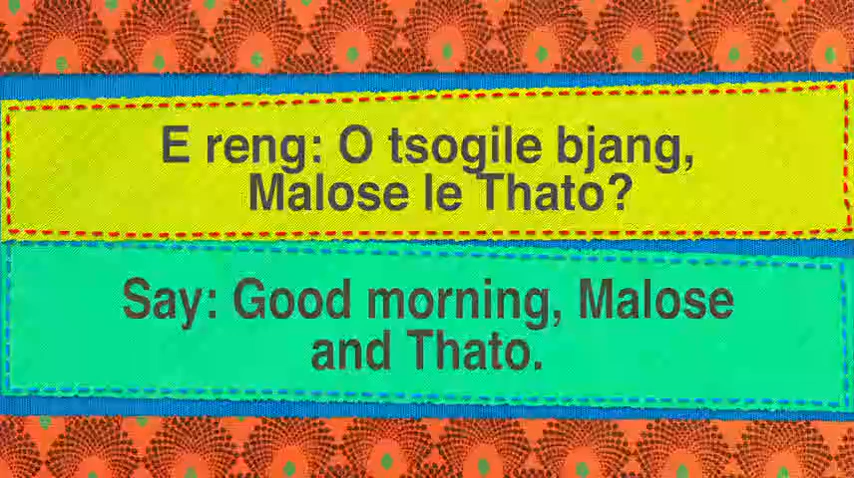 E reng: O tsogile bjang,
Malose le Thato?
Say: Good morning, Malose
and Thato.